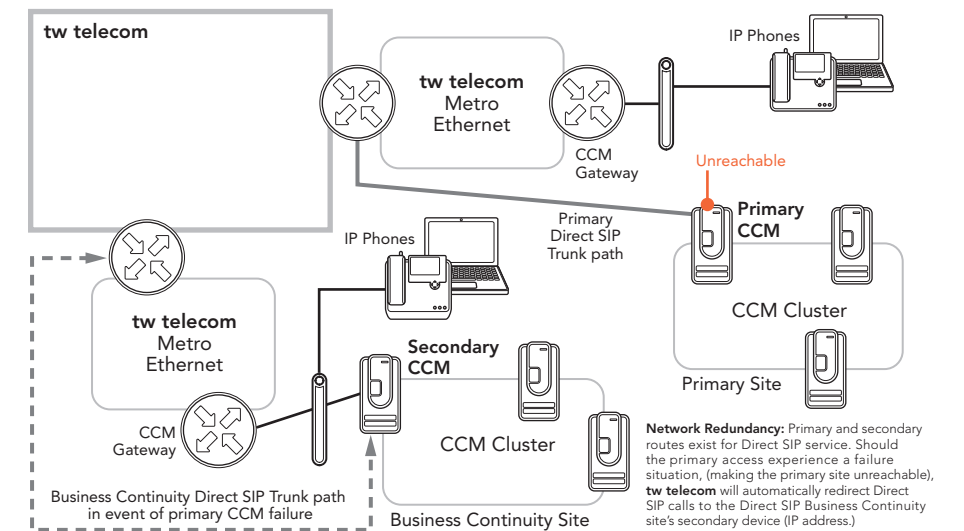 tw telecom
tw telecom
Metro
Ethernet
IP Phones
CCM
Gateway
Unreachable
Primary
Direct SIP
Trunk path
Primary
CCM
CCM Cluster
Primary Site
IP Phones
tw telecom
Metro
Ethernet
Secondary
CCM
CCM
Gateway
CCM Cluster
Business Continuity Direct SIP Trunk path
in event of primary CCM failure
Business Continuity Site
Network Redundancy: Primary and secondary
routes exist for Direct SIP service. Should
the primary access experience a failure
situation, (making the primary site unreachable),
tw telecom will automatically redirect Direct
SIP calls to the Direct SIP Business Continuity
site's secondary device (IP address.)